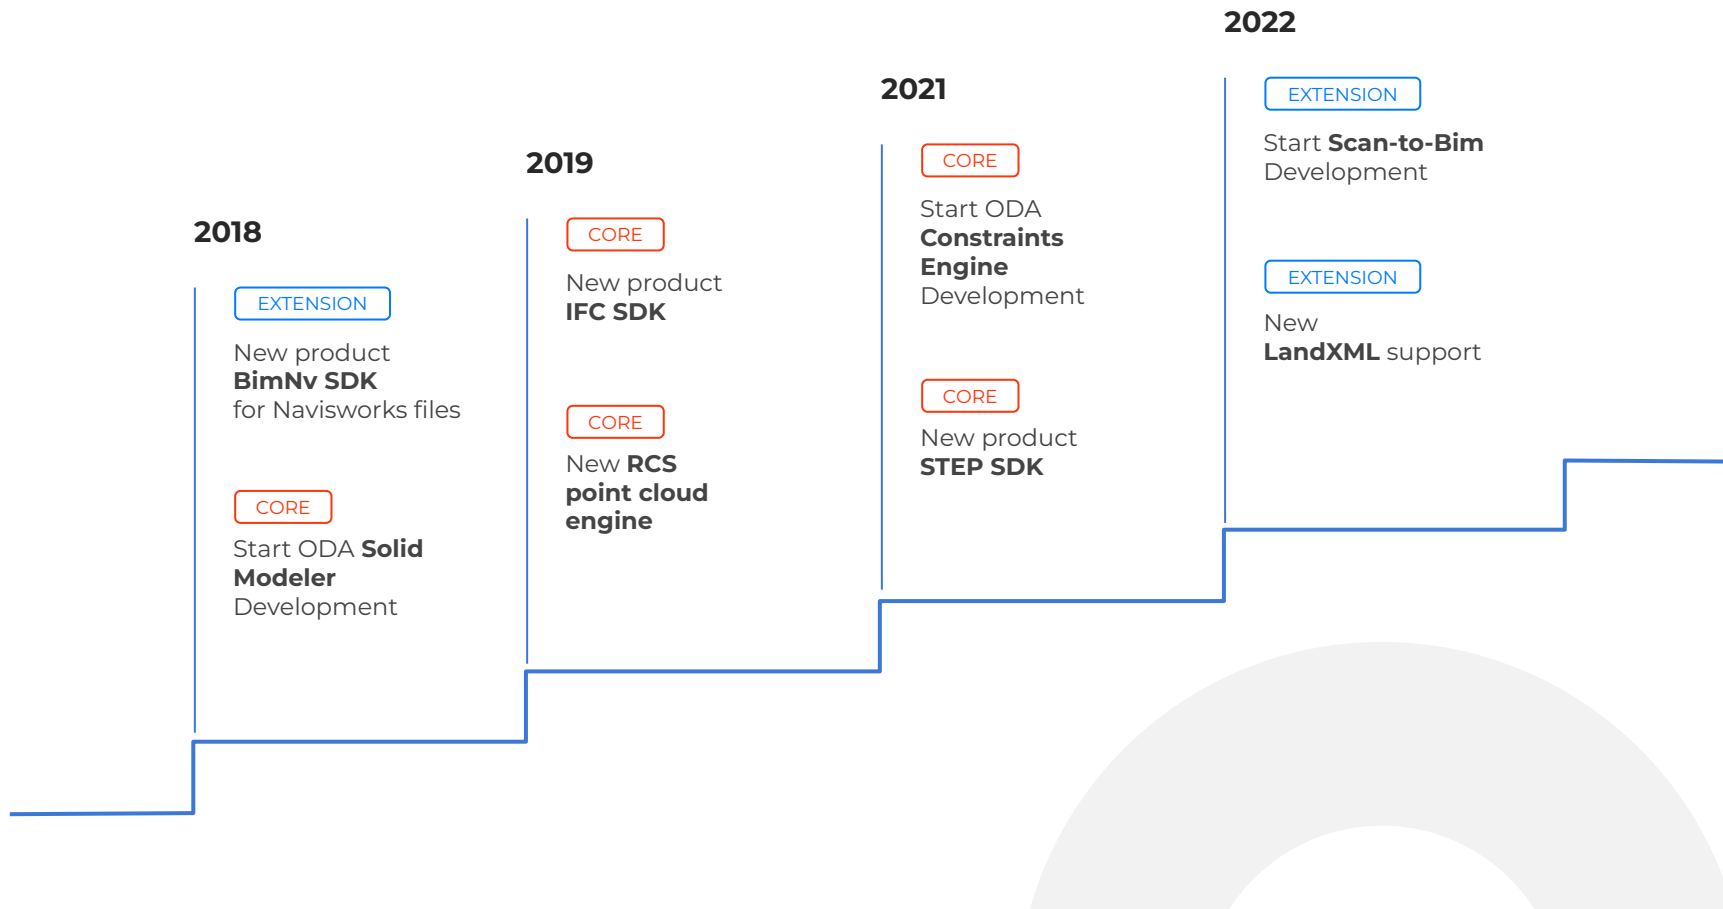 2018
EXTENSION
New product
BimNv SDK
for Navisworks files
CORE
Start ODA Solid
Modeler
Development
2019
CORE
New product
IFC SDK
CORE
New RCS
point cloud
engine
2021
CORE
Start ODA
Constraints
Engine
Development
CORE
New product
STEP SDK
2022
EXTENSION
Start Scan-to-Bim
Development
EXTENSION
New
LandXML support